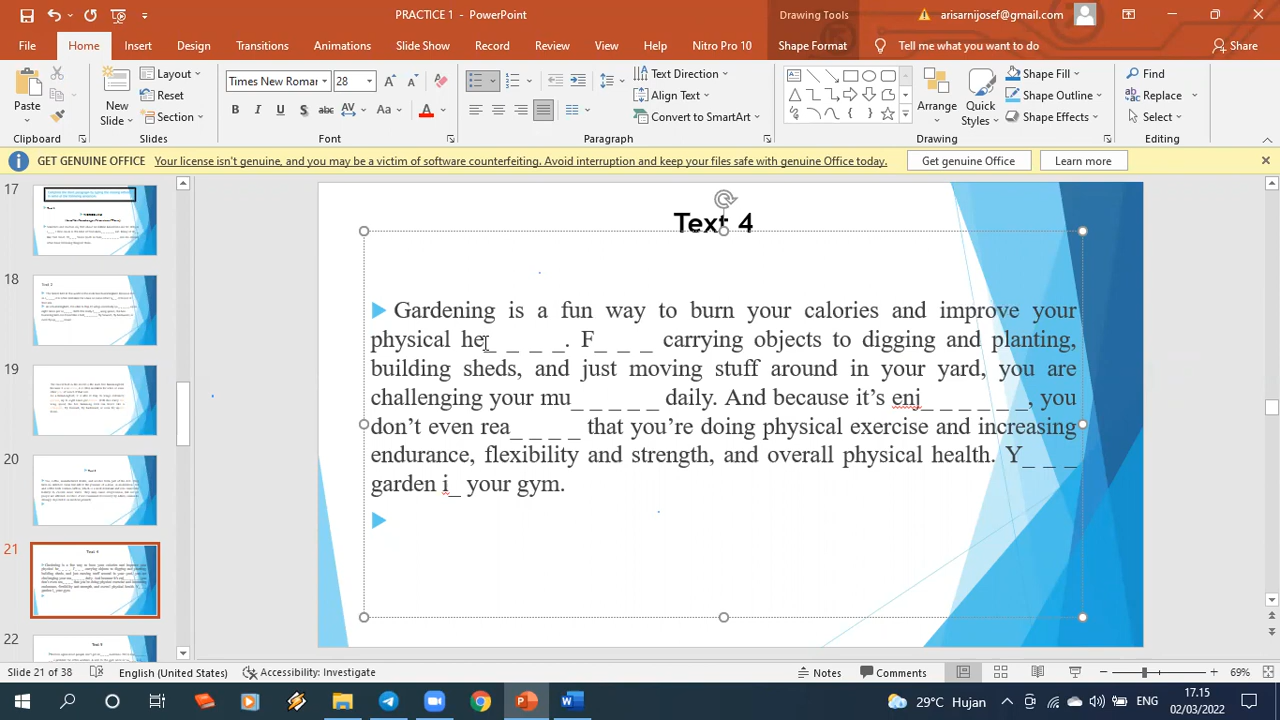 PRACTICE 1 - PowerPoint
Drawing Tools
arisarnijosef@gmail.com
File Home Insert Design Transitions Animations Slide Show Record Review View Help Nitro Pro 10 Shape Format Tell me what you want to do Share
Paste
Clipboard
New Slide
Layout
Reset
Section
Slides
Times New Roman 28
B I U S abc AV Aa A
Font
Text Direction
Align Text
Convert to SmartArt
Paragraph
Arrange
Quick Styles
Shape Fill
Shape Outline
Shape Effects
Drawing
Find
Replace
Select
Editing
GET GENUINE OFFICE Your license isn't genuine, and you may be a victim of software counterfeiting. Avoid interruption and keep your files safe with genuine Office today. Get genuine Office Learn more
17
18
19
20
21
22
Text 4
Gardening is a fun way to burn your calories and improve your
physical he_ _ _ _. F_ _ _ carrying objects to digging and planting,
building sheds, and just moving stuff around in your yard, you are
challenging your mu_ _ _ _ _ daily. And because it’s enj_ _ _ _ _ _, you
don’t even rea_ _ _ _ that you’re doing physical exercise and increasing
endurance, flexibility and strength, and overall physical health. Y_ _ _
garden i_ your gym.
Slide 21 of 38 English (United States) Accessibility: Investigate Notes Comments 69%
29°C Hujan ENG 17.15
02/03/2022